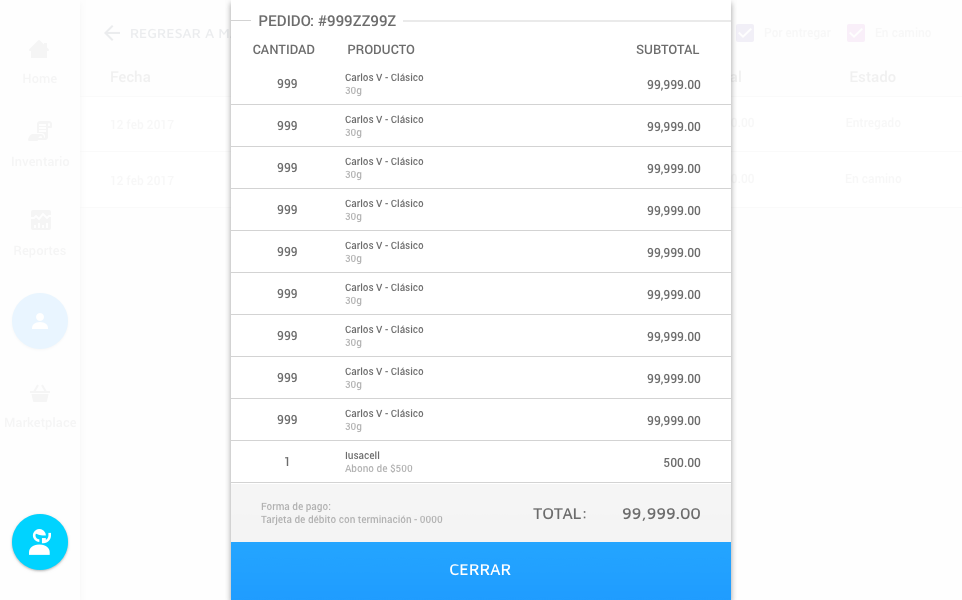 PEDIDO: #999ZZ99Z
REGRESAR A M
Por entregar
En camino
CANTIDAD PRODUCTO SUBTOTAL
Home
Fecha
al
Estado
999 Carlos V - Clásico 99,999.00
30g
12 feb 2017
999 Carlos V - Clásico 99,999.00
30g
0.00
Entregado
Inventario
999 Carlos V - Clásico 99,999.00
30g
12 feb 2017
0.00
En camino
999 Carlos V - Clásico 99,999.00
30g
Reportes
999 Carlos V - Clásico 99,999.00
30g
999 Carlos V - Clásico 99,999.00
30g
999 Carlos V - Clásico 99,999.00
30g
999 Carlos V - Clásico 99,999.00
30g
Marketplace
999 Carlos V - Clásico 99,999.00
30g
1 Iusacell 500.00
Abono de $500
Forma de pago:
Tarjeta de débito con terminación - 0000
TOTAL: 99,999.00
CERRAR